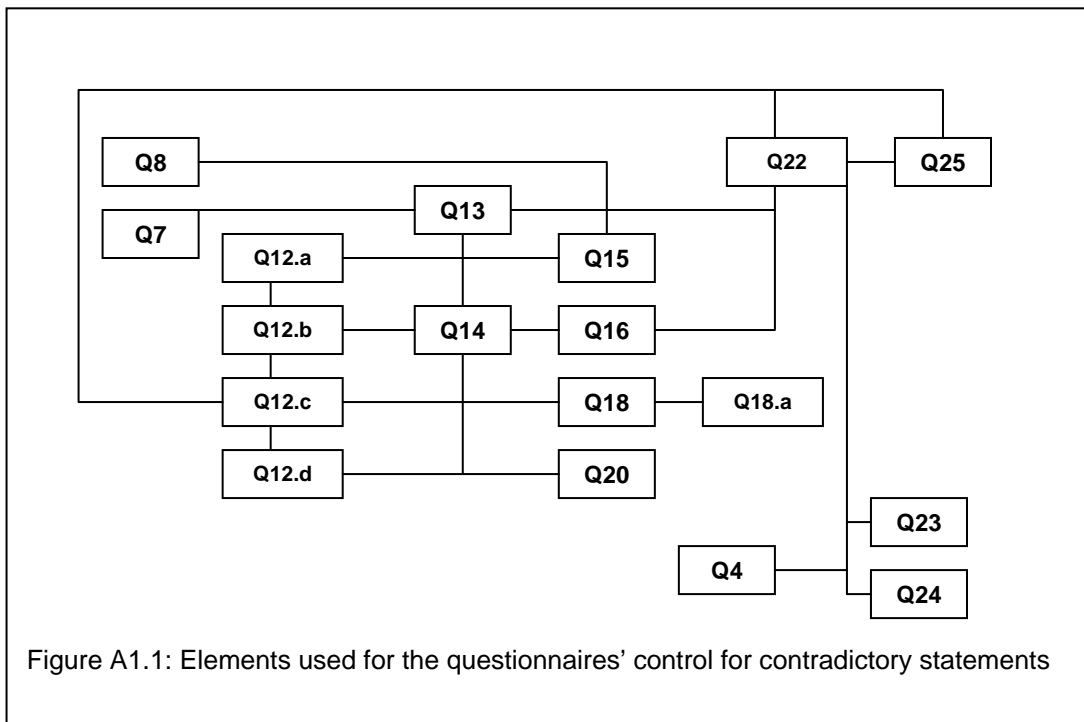 Q8
Q22
Q25
Q13
Q7
Q12.a
Q15
Q12.b
Q14
Q16
Q12.c
Q18
Q18.a
Q12.d
Q20
Q23
Q4
Q24
Figure A1.1: Elements used for the questionnaires’ control for contradictory statements